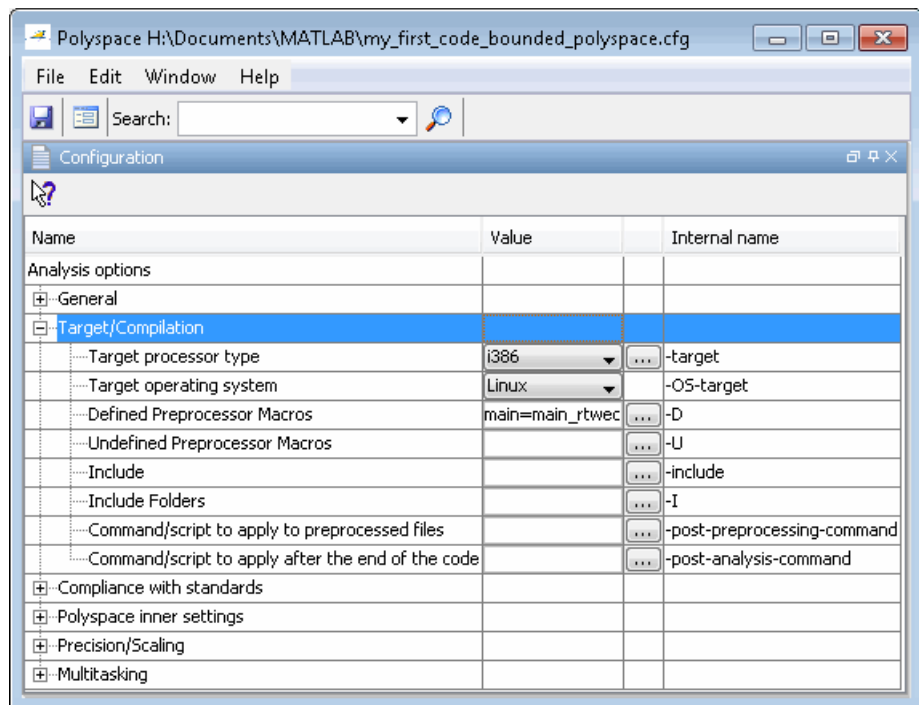 Polyspace H:\Documents\MATLAB\my_first_code_bounded_polyspace.cfg
File Edit Window Help
Search:
Configuration
Name Value Internal name
Analysis options
General
Target/Compilation
Target processor type i386 ... -target
Target operating system Linux -OS-target
Defined Preprocessor Macros main=main_rtwec ... -D
Undefined Preprocessor Macros ... -U
Include ... -include
Include Folders ... -I
Command/script to apply to preprocessed files ... -post-preprocessing-command
Command/script to apply after the end of the code ... -post-analysis-command
Compliance with standards
Polyspace inner settings
Precision/Scaling
Multitasking